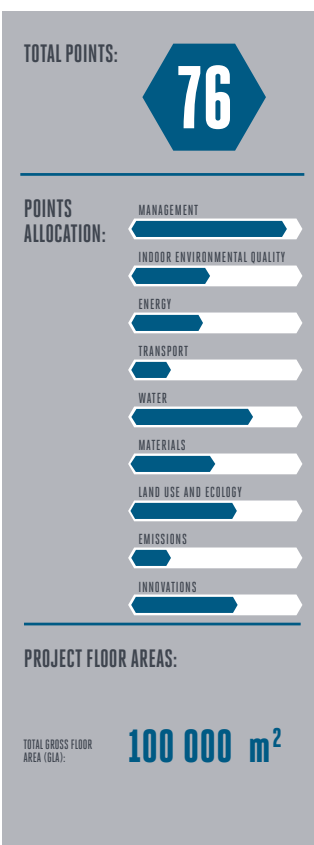 TOTAL POINTS:
76
POINTS
ALLOCATION:
MANAGEMENT
INDOOR ENVIRONMENTAL QUALITY
ENERGY
TRANSPORT
WATER
MATERIALS
LAND USE AND ECOLOGY
EMISSIONS
INNOVATIONS
PROJECT FLOOR AREAS:
TOTAL GROSS FLOOR
AREA (GLA):
100 000 m²